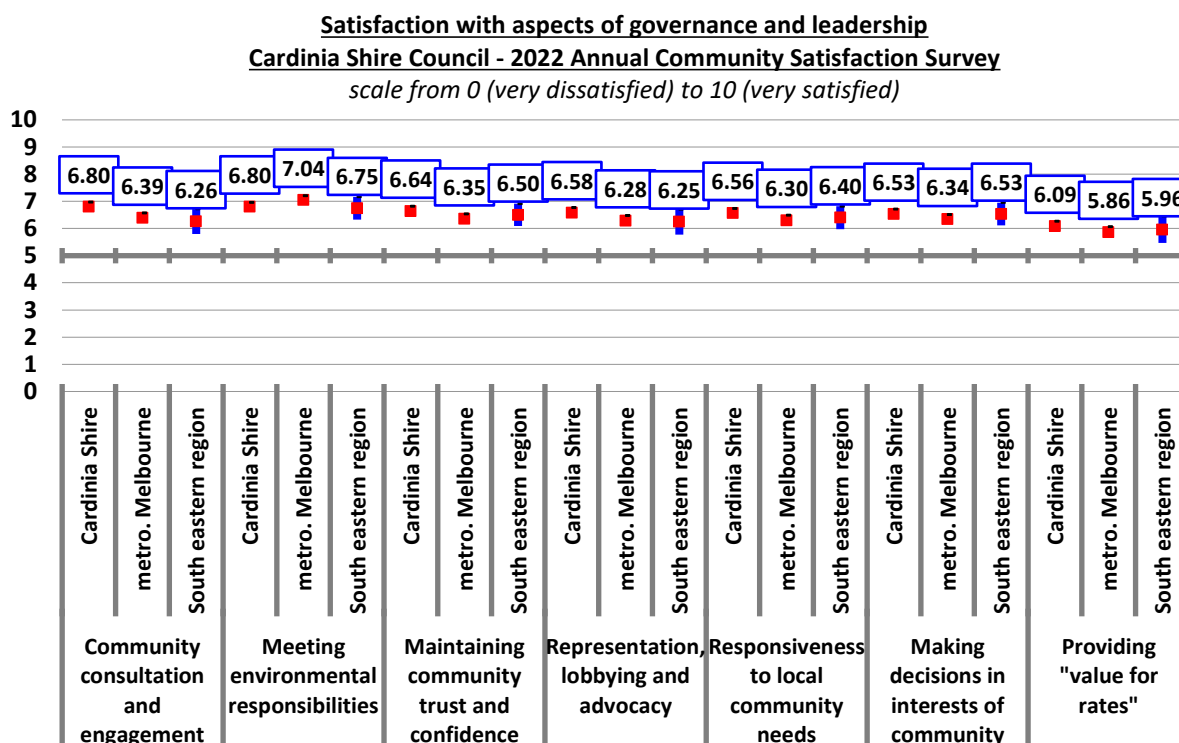 Satisfaction with aspects of governance and leadership
Cardinia Shire Council - 2022 Annual Community Satisfaction Survey
scale from 0 (very dissatisfied) to 10 (very satisfied)
10
9
8
7
6
5
4
3
2
1
0
6.80
6.39
6.26
6.80
7.04
6.75
6.64
6.35
6.50
6.58
6.28
6.25
6.56
6.30
6.40
6.53
6.34
6.53
6.09
5.86
5.96
Cardinia Shire
metro. Melbourne
South eastern region
Cardinia Shire
metro. Melbourne
South eastern region
Cardinia Shire
metro. Melbourne
South eastern region
Cardinia Shire
metro. Melbourne
South eastern region
Cardinia Shire
metro. Melbourne
South eastern region
Cardinia Shire
metro. Melbourne
South eastern region
Cardinia Shire
metro. Melbourne
South eastern region
Community
consultation
and
engagement
Meeting
environmental
responsibilities
Maintaining
community
trust and
confidence
Representation,
lobbying and
advocacy
Responsiveness
to local
community
needs
Making
decisions in
interests of
community
Providing
"value for
rates"